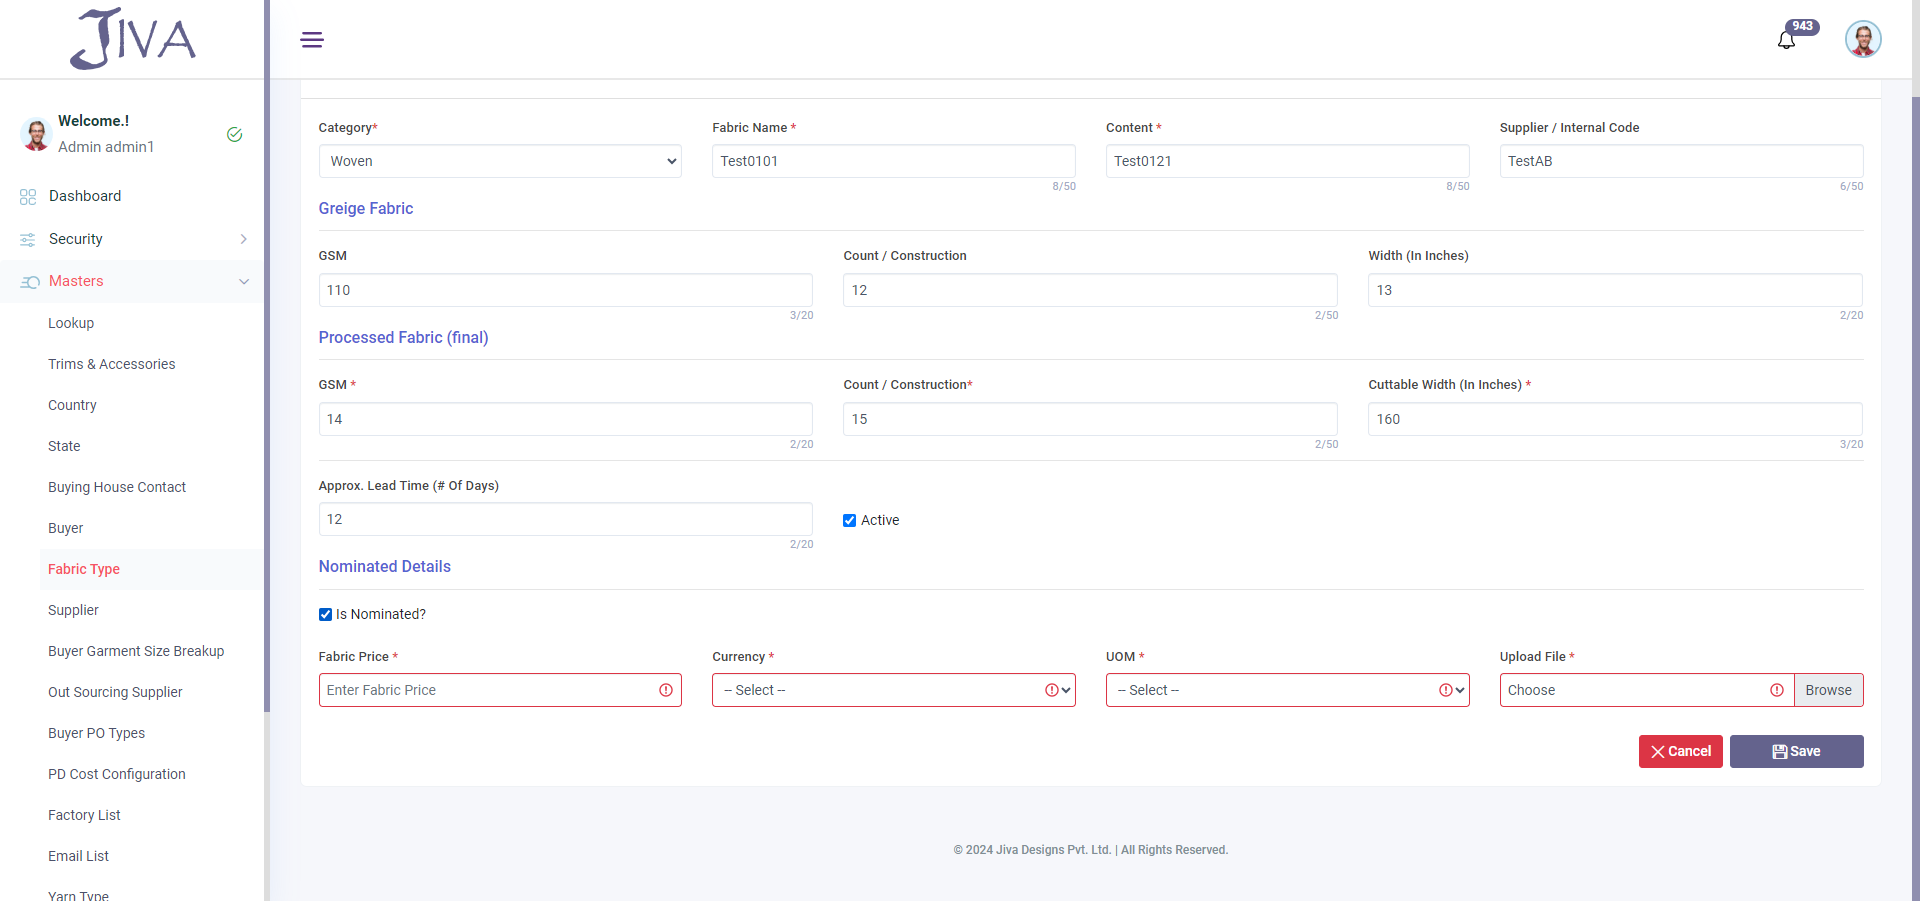 JIVA
943
Welcome.!
Admin admin1
Dashboard
Security
Masters
Lookup
Trims & Accessories
Country
State
Buying House Contact
Buyer
Fabric Type
Supplier
Buyer Garment Size Breakup
Out Sourcing Supplier
Buyer PO Types
PD Cost Configuration
Factory List
Email List
Yarn Type
Category* Fabric Name * Content * Supplier / Internal Code
Woven Test0101 Test0121 TestAB
8/50 8/50 6/50
Greige Fabric
GSM Count / Construction Width (In Inches)
110 12 13
3/20 2/50 2/20
Processed Fabric (final)
GSM * Count / Construction* Cuttable Width (In Inches) *
14 15 160
2/20 2/50 3/20
Approx. Lead Time (# Of Days)
12 Active
2/20
Nominated Details
Is Nominated?
Fabric Price * Currency * UOM * Upload File *
Enter Fabric Price -- Select -- -- Select -- Choose Browse
Cancel Save
© 2024 Jiva Designs Pvt. Ltd. | All Rights Reserved.